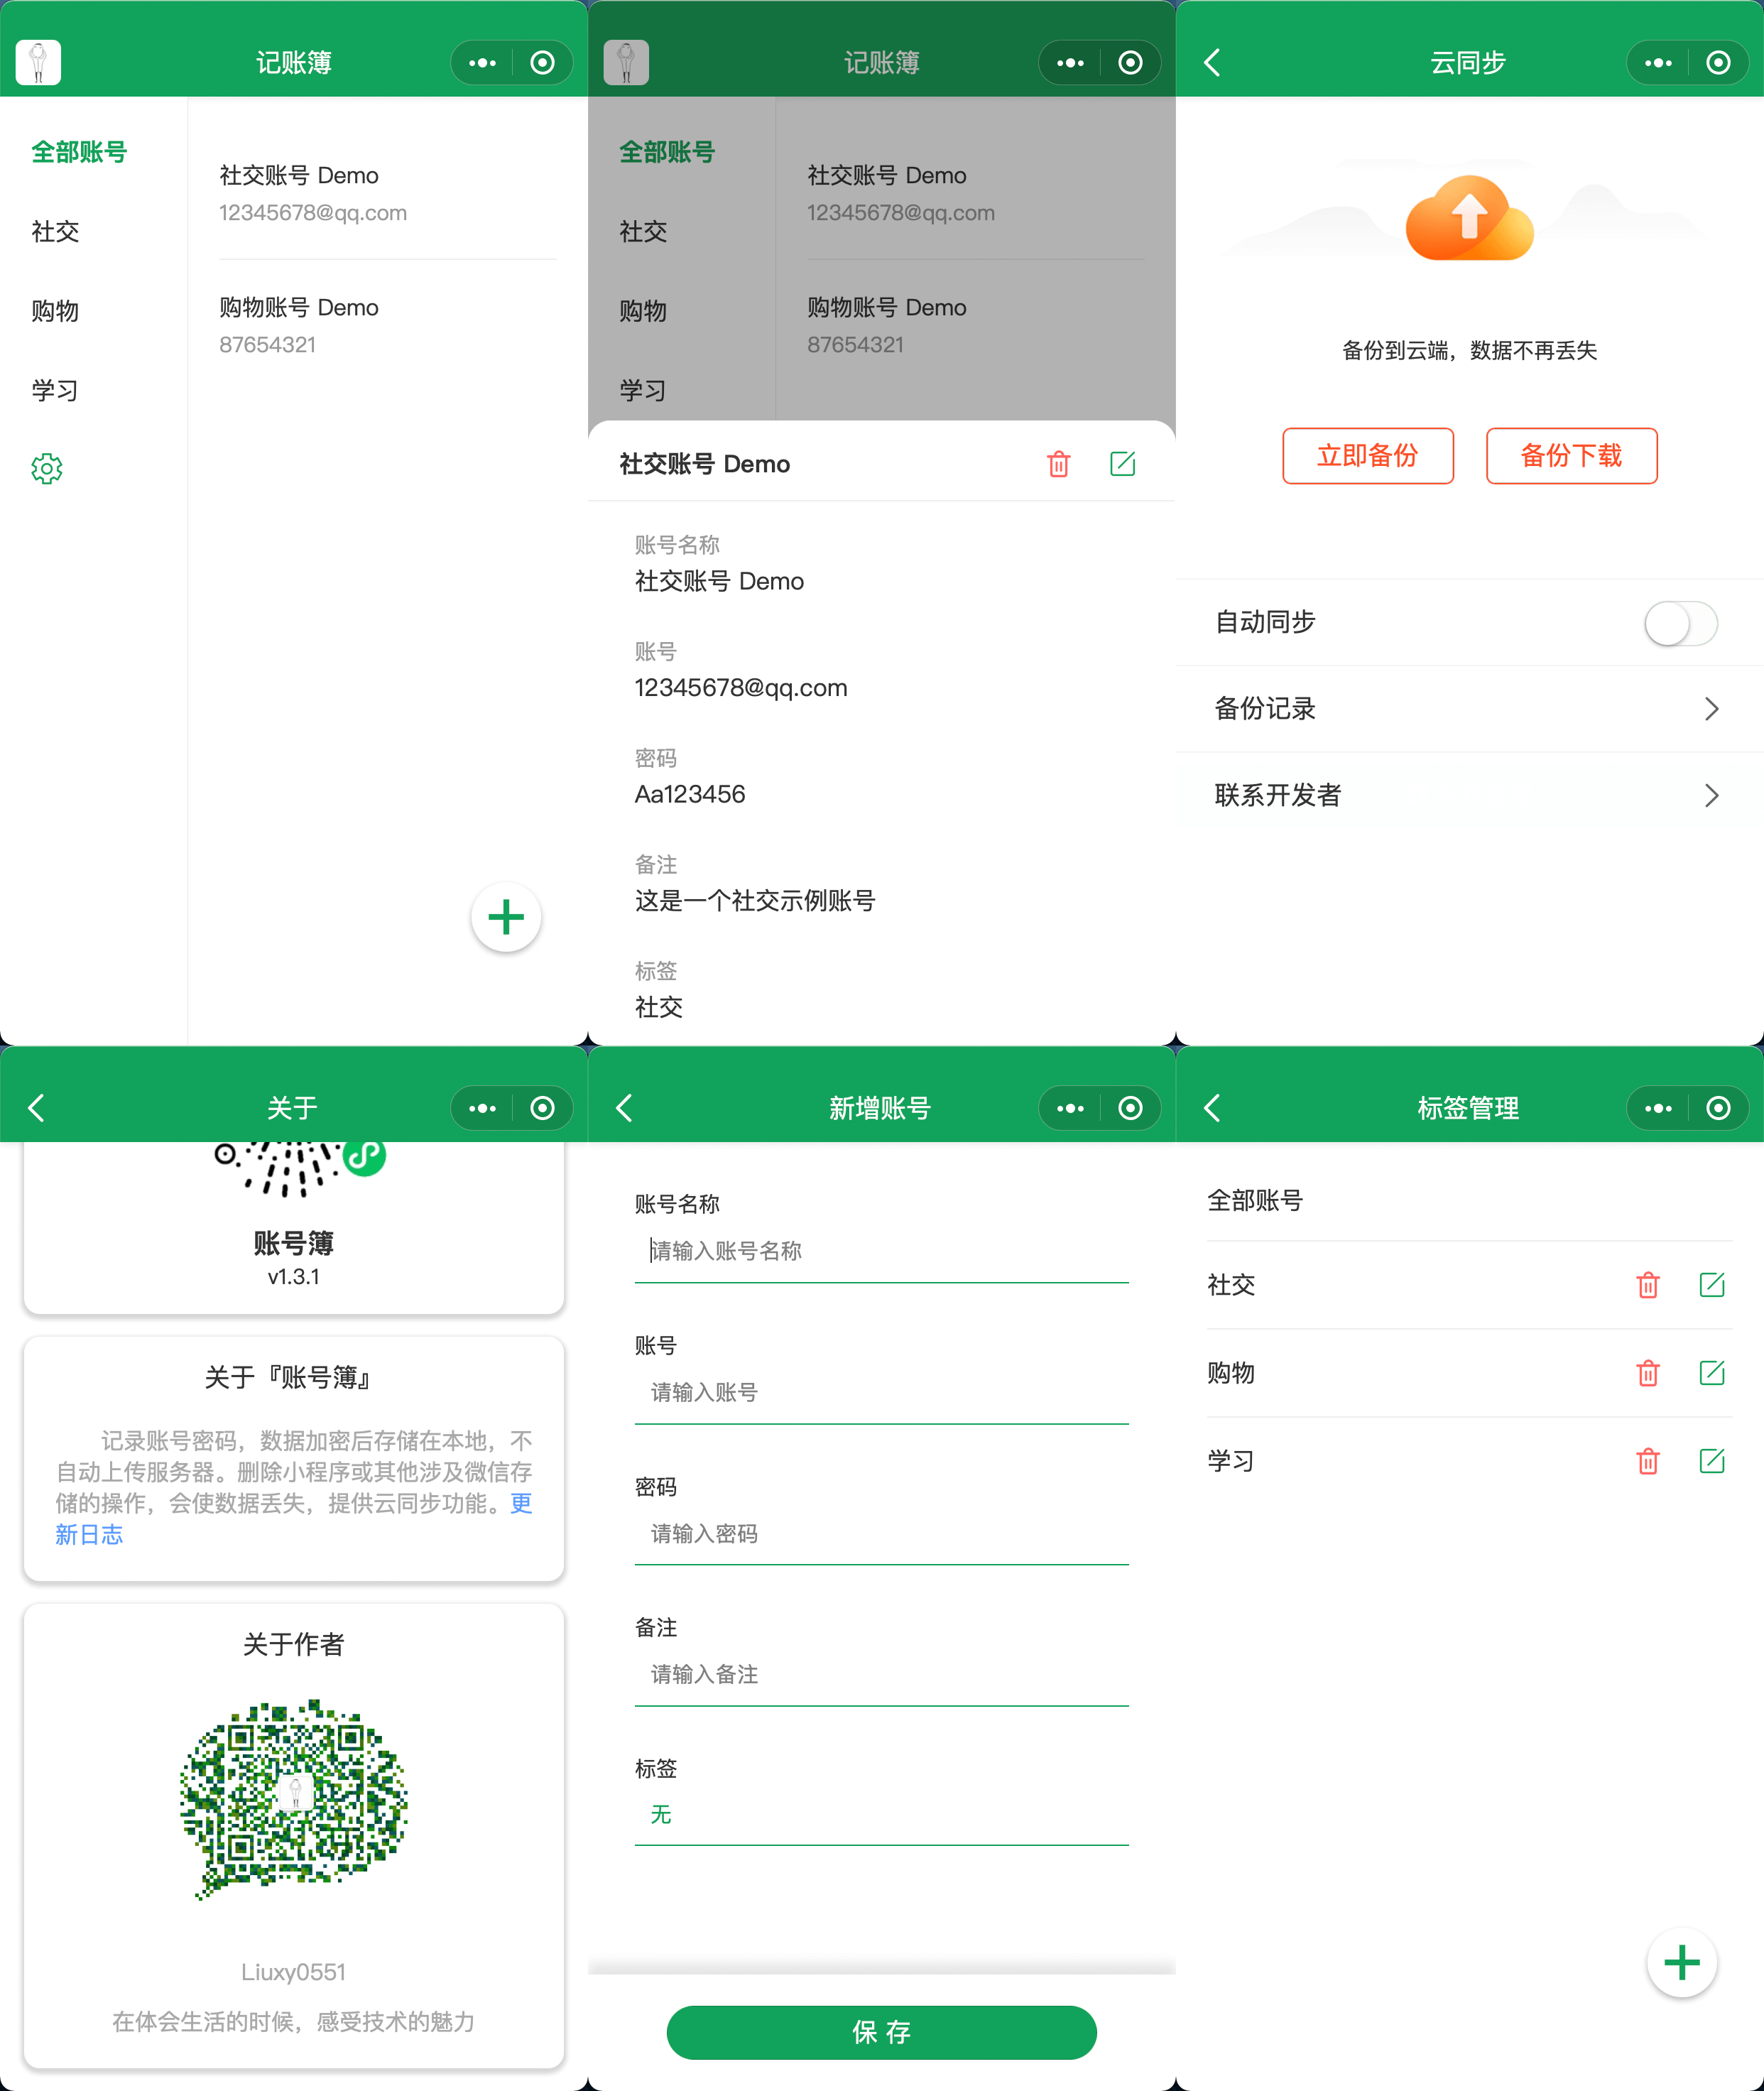 记账簿
全部账号
社交
购物
学习
社交账号 Demo
12345678@qq.com
购物账号 Demo
87654321
记账簿
全部账号
社交
购物
学习
社交账号 Demo
12345678@qq.com
购物账号 Demo
87654321
社交账号 Demo
账号名称
社交账号 Demo
账号
12345678@qq.com
密码
Aa123456
备注
这是一个社交示例账号
标签
社交
云同步
备份到云端，数据不再丢失
立即备份
备份下载
自动同步
备份记录
联系开发者
关于
账号簿
v1.3.1
关于『账号簿』
记录账号密码，数据加密后存储在本地，不
自动上传服务器。删除小程序或其他涉及微信存
储的操作，会使数据丢失，提供云同步功能。更
新日志
关于作者
Liuxy0551
在体会生活的时候，感受技术的魅力
新增账号
账号名称
请输入账号名称
账号
请输入账号
密码
请输入密码
备注
请输入备注
标签
无
保 存
标签管理
全部账号
社交
购物
学习